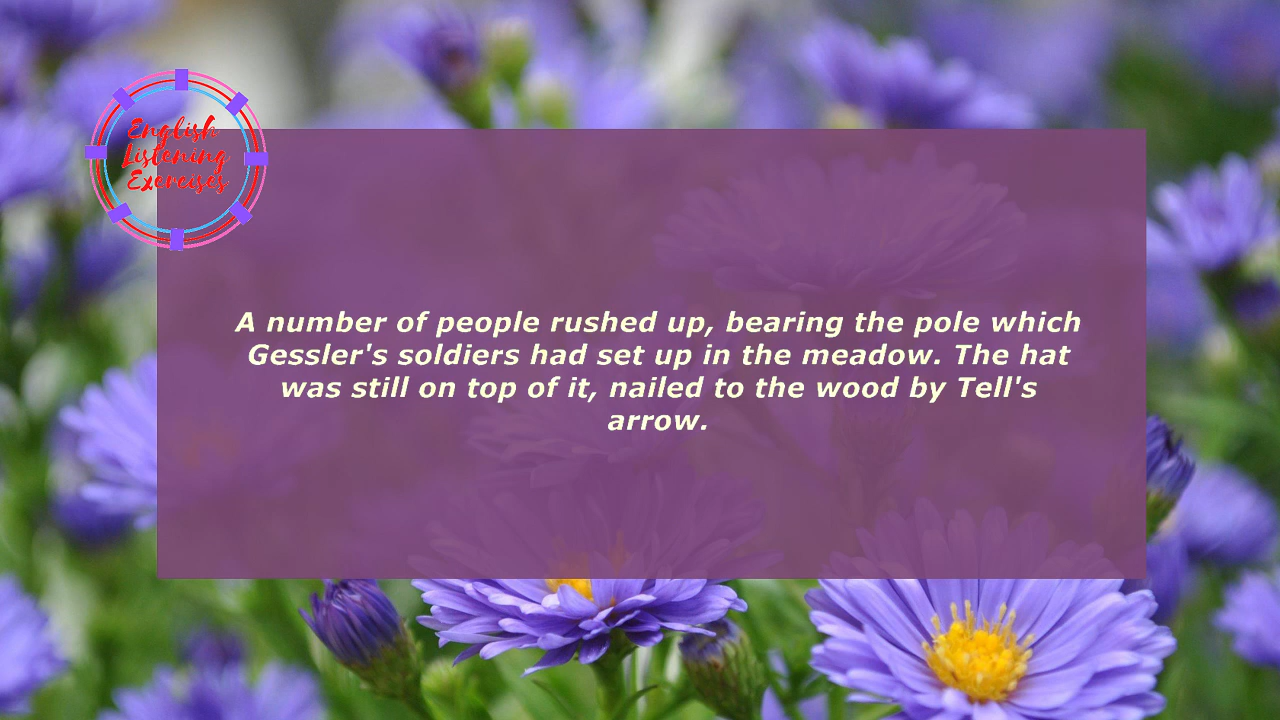 English
Listening
Exercises
A number of people rushed up, bearing the pole which
Gessler's soldiers had set up in the meadow. The hat
was still on top of it, nailed to the wood by Tell's
arrow.